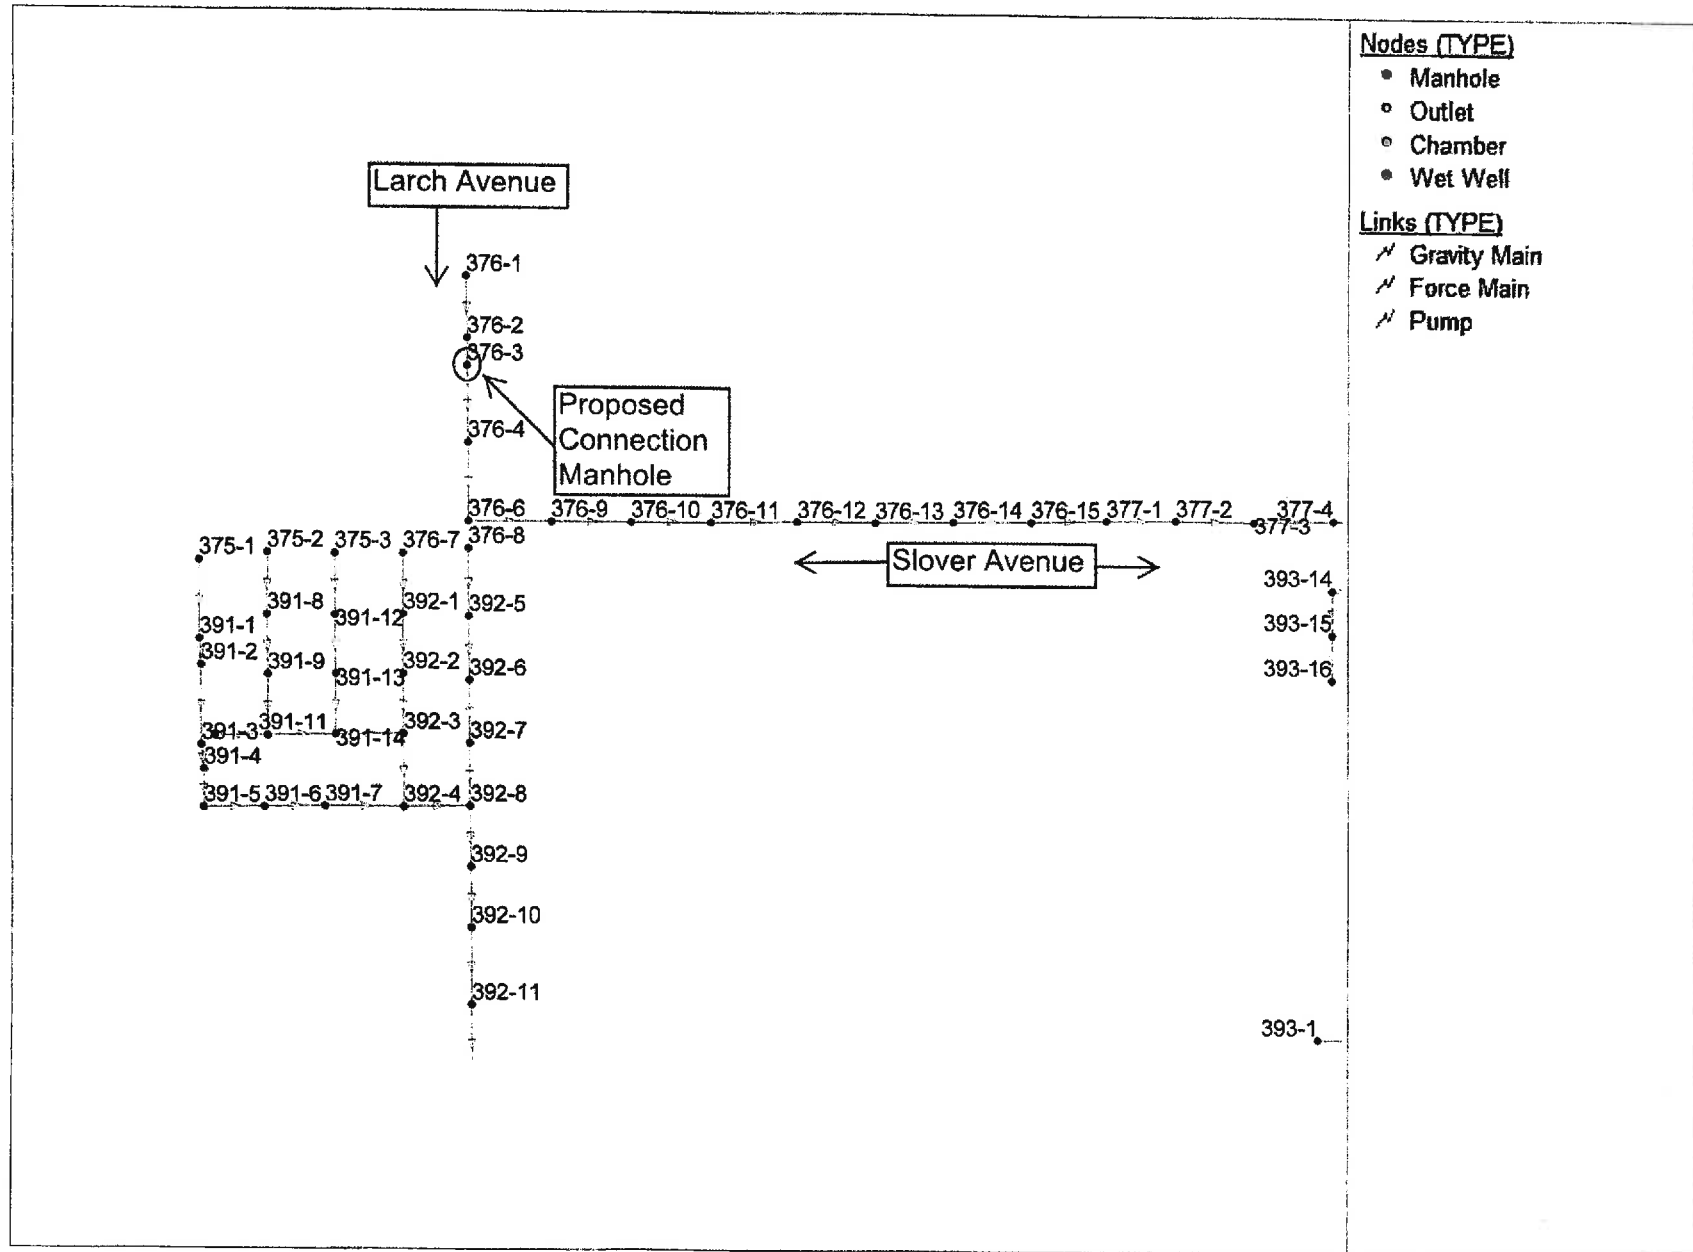 Nodes (TYPE)
Manhole
Outlet
Chamber
Wet Well
Links (TYPE)
Gravity Main
Force Main
Pump
Larch Avenue
376-1
376-2
376-3
Proposed
Connection
Manhole
376-4
376-6 376-9 376-10 376-11 376-12 376-13 376-14 376-15 377-1 377-2 377-4
377-3
375-1 375-2 375-3 376-7 376-8
Slover Avenue
393-14
391-8 391-12 392-1 392-5
391-1 393-15
391-2 391-9 391-13 392-2 392-6 393-16
391-3 391-11 391-14 392-3 392-7
391-4
391-5 391-6 391-7 392-4 392-8
392-9
392-10
392-11
393-1